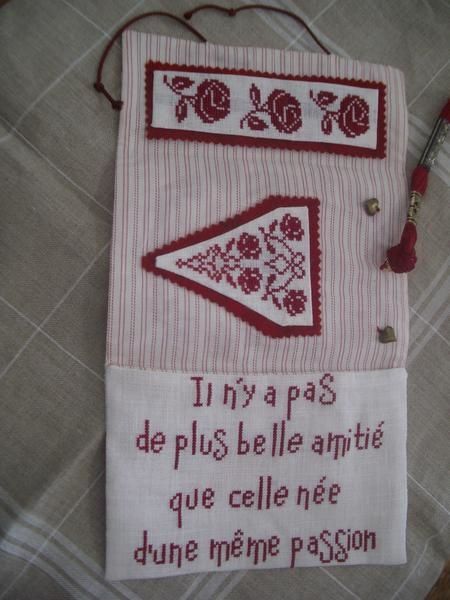 Il n'y a pas
de plus belle amitié
que celle née
d'une même passion